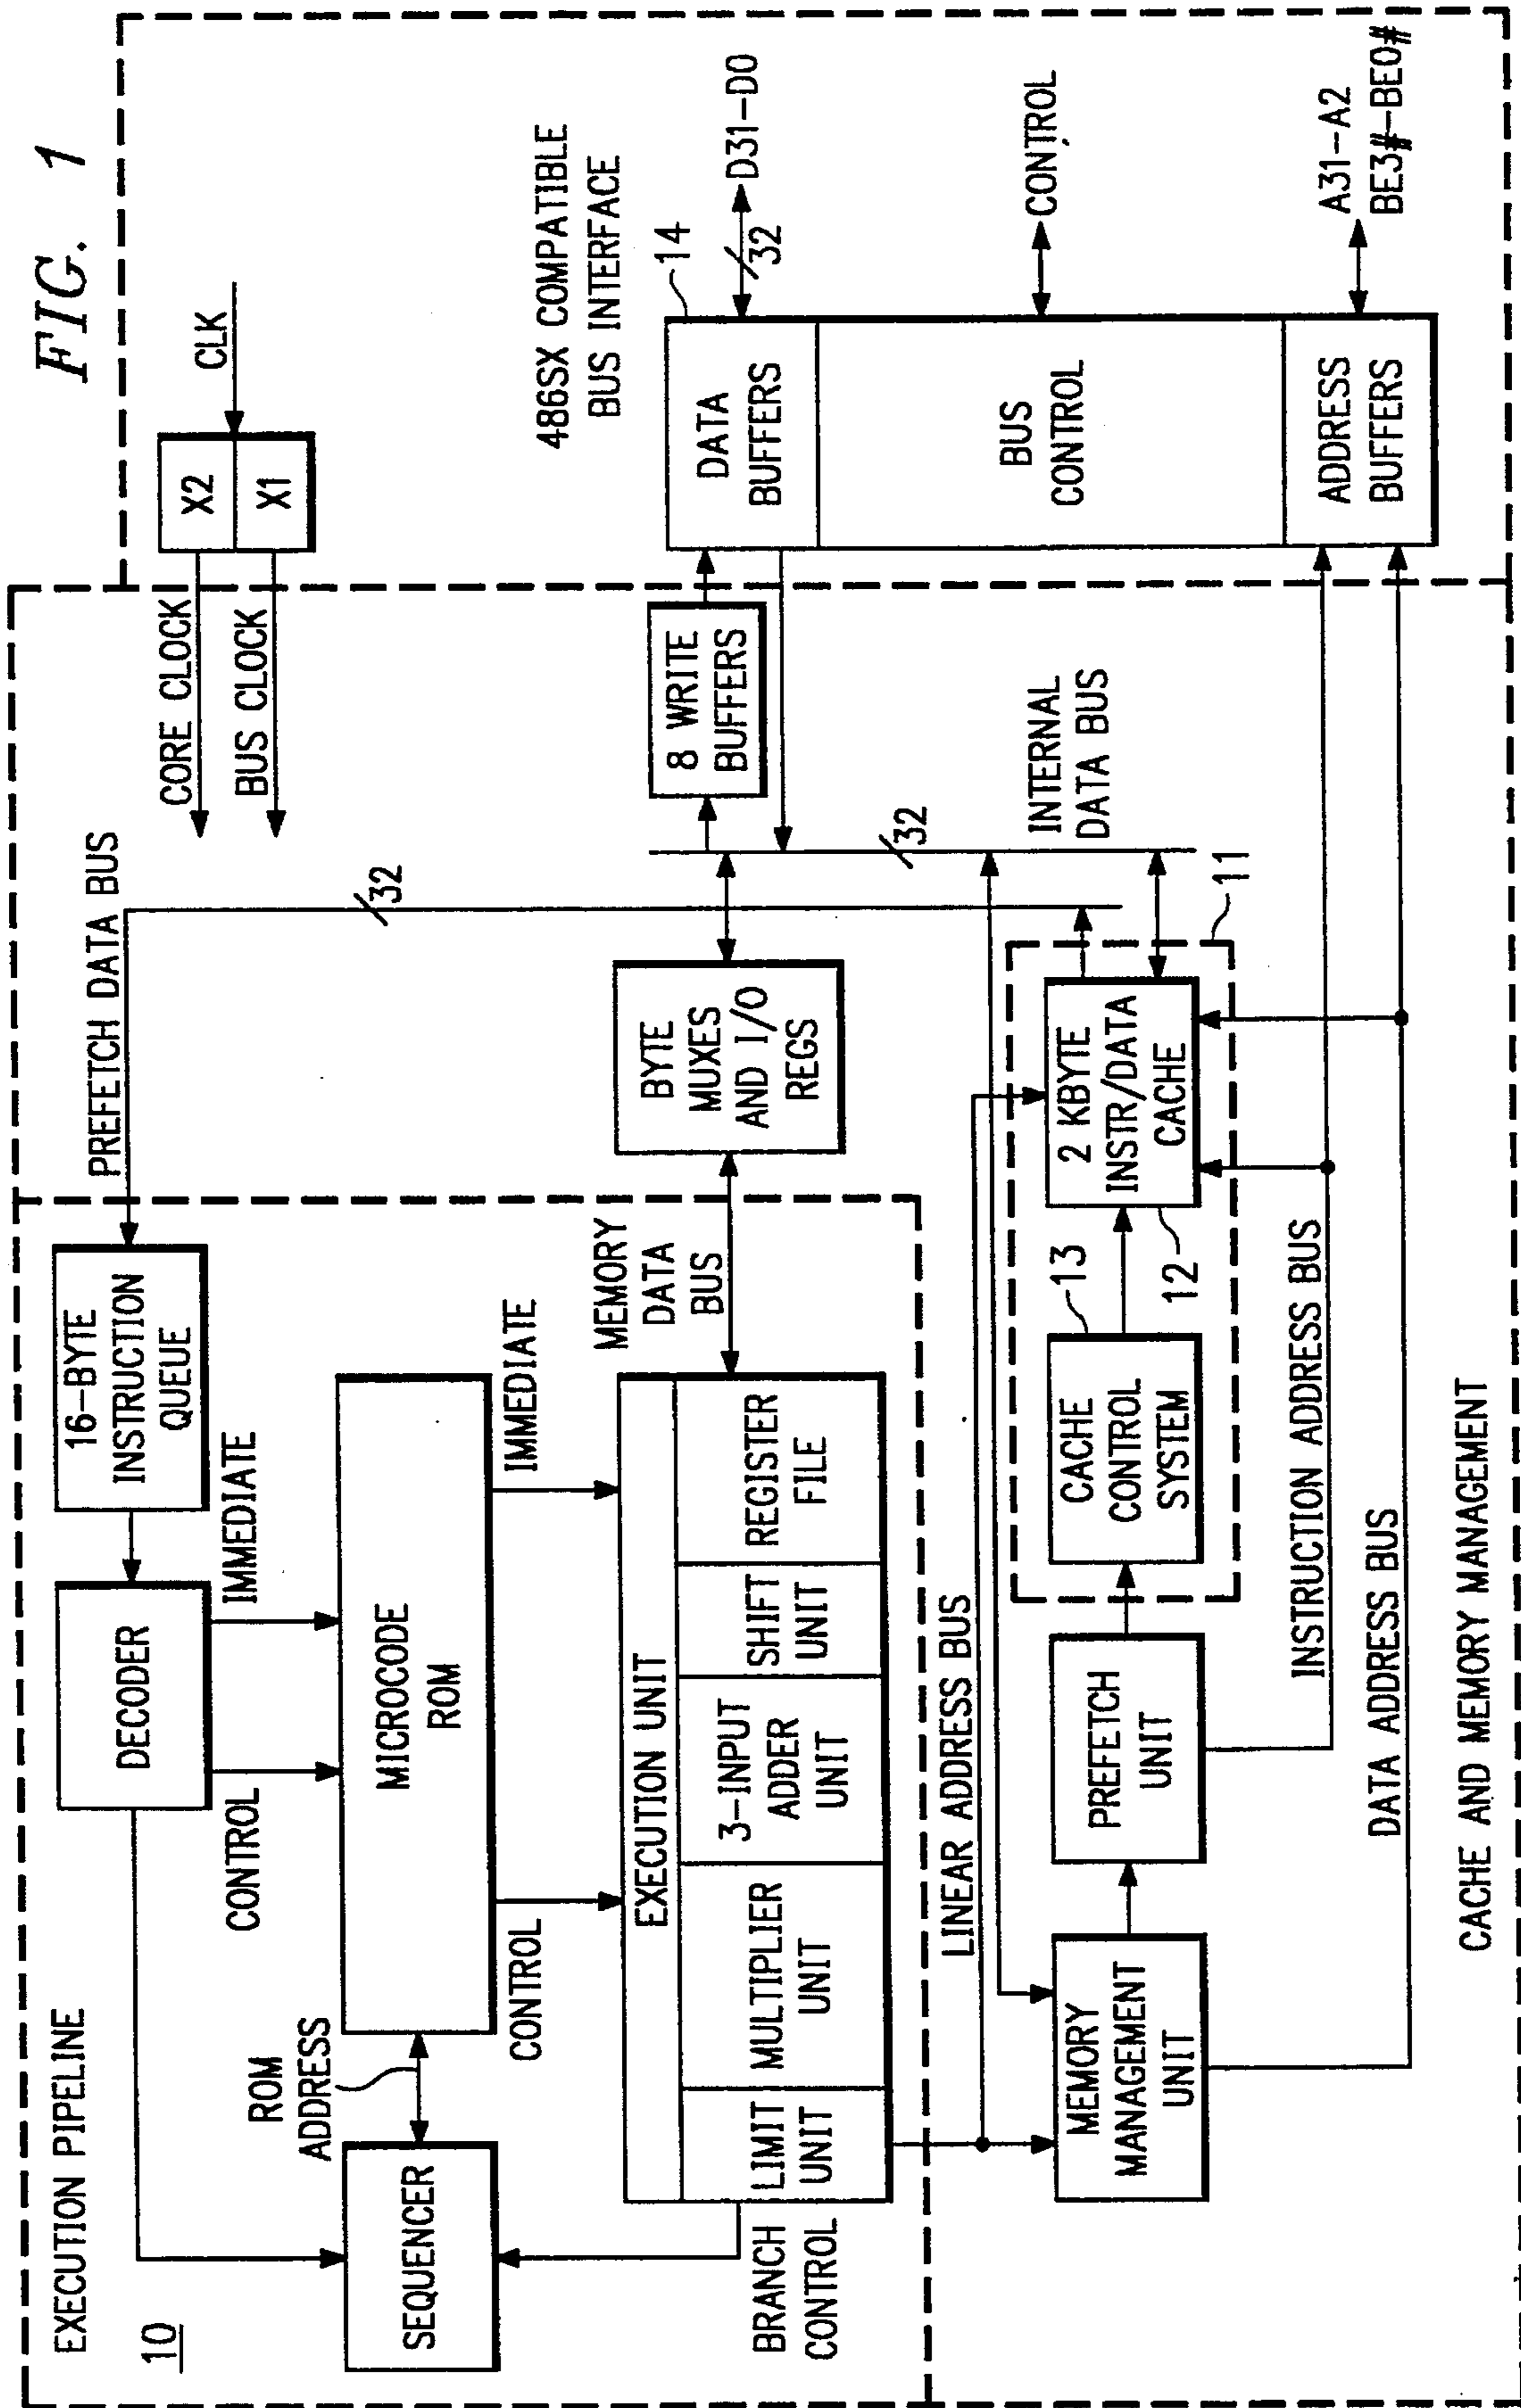 FIG. 1
EXECUTION PIPELINE
10
DECODER
16-BYTE
INSTRUCTION
QUEUE
PREFETCH DATA BUS
CORE CLOCK
BUS CLOCK
X2
X1
CLK
CONTROL
IMMEDIATE
32
ROM
ADDRESS
SEQUENCER
MICROCODE
ROM
CONTROL
IMMEDIATE
MEMORY
DATA
BUS
BYTE
MUXES
AND I/O
REGS
8 WRITE
BUFFERS
486SX COMPATIBLE
BUS INTERFACE
14
DATA
BUFFERS
32
D31-D0
BUS
CONTROL
CONTROL
ADDRESS
BUFFERS
A31-A2
BE3#-BE0#
EXECUTION UNIT
LIMIT
UNIT
MULTIPLIER
UNIT
3-INPUT
ADDER
UNIT
SHIFT
UNIT
REGISTER
FILE
BRANCH
CONTROL
32
INTERNAL
DATA BUS
LINEAR ADDRESS BUS
MEMORY
MANAGEMENT
UNIT
PREFETCH
UNIT
13
CACHE
CONTROL
SYSTEM
2 KBYTE
INSTR/DATA
CACHE
12
11
INSTRUCTION ADDRESS BUS
DATA ADDRESS BUS
CACHE AND MEMORY MANAGEMENT